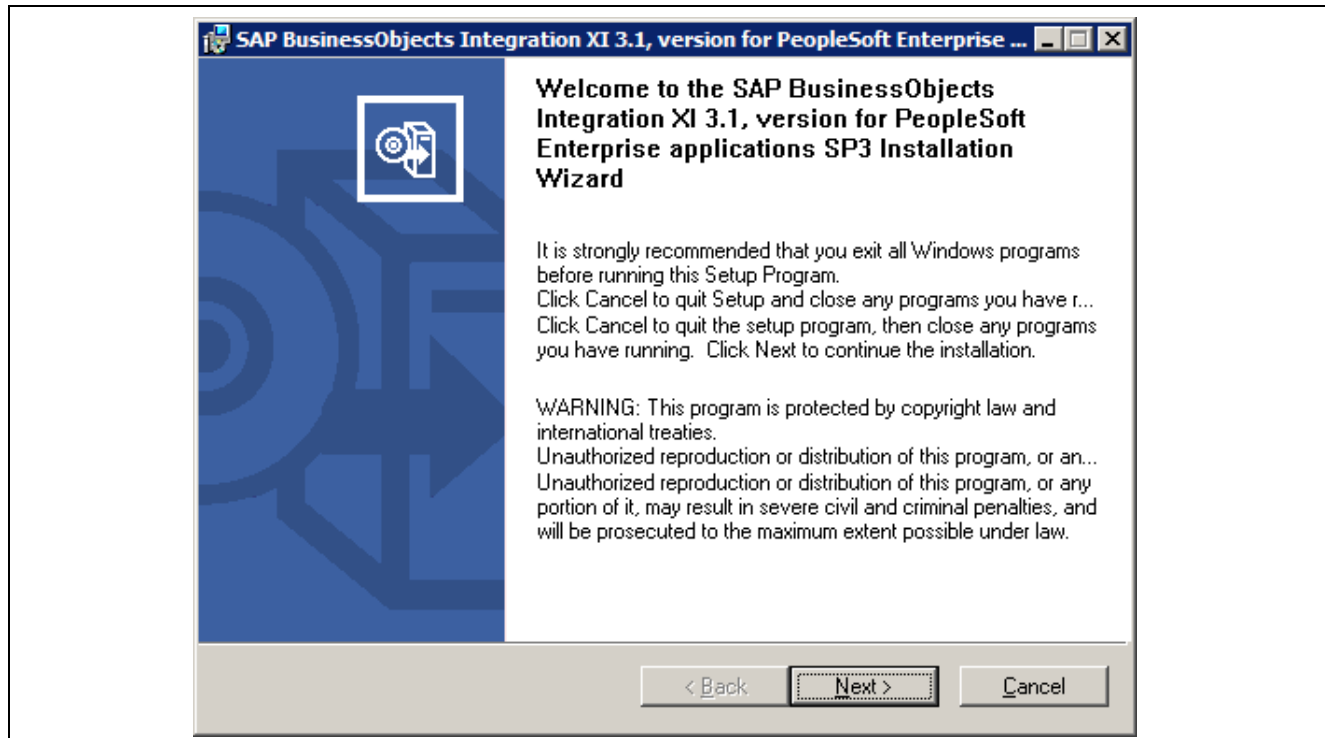 SAP BusinessObjects Integration XI 3.1, version for PeopleSoft Enterprise ...
Welcome to the SAP BusinessObjects
Integration XI 3.1, version for PeopleSoft
Enterprise applications SP3 Installation
Wizard
It is strongly recommended that you exit all Windows programs
before running this Setup Program.
Click Cancel to quit Setup and close any programs you have r...
Click Cancel to quit the setup program, then close any programs
you have running.  Click Next to continue the installation.
WARNING: This program is protected by copyright law and
international treaties.
Unauthorized reproduction or distribution of this program, or an...
Unauthorized reproduction or distribution of this program, or any
portion of it, may result in severe civil and criminal penalties, and
will be prosecuted to the maximum extent possible under law.
< Back Next > Cancel